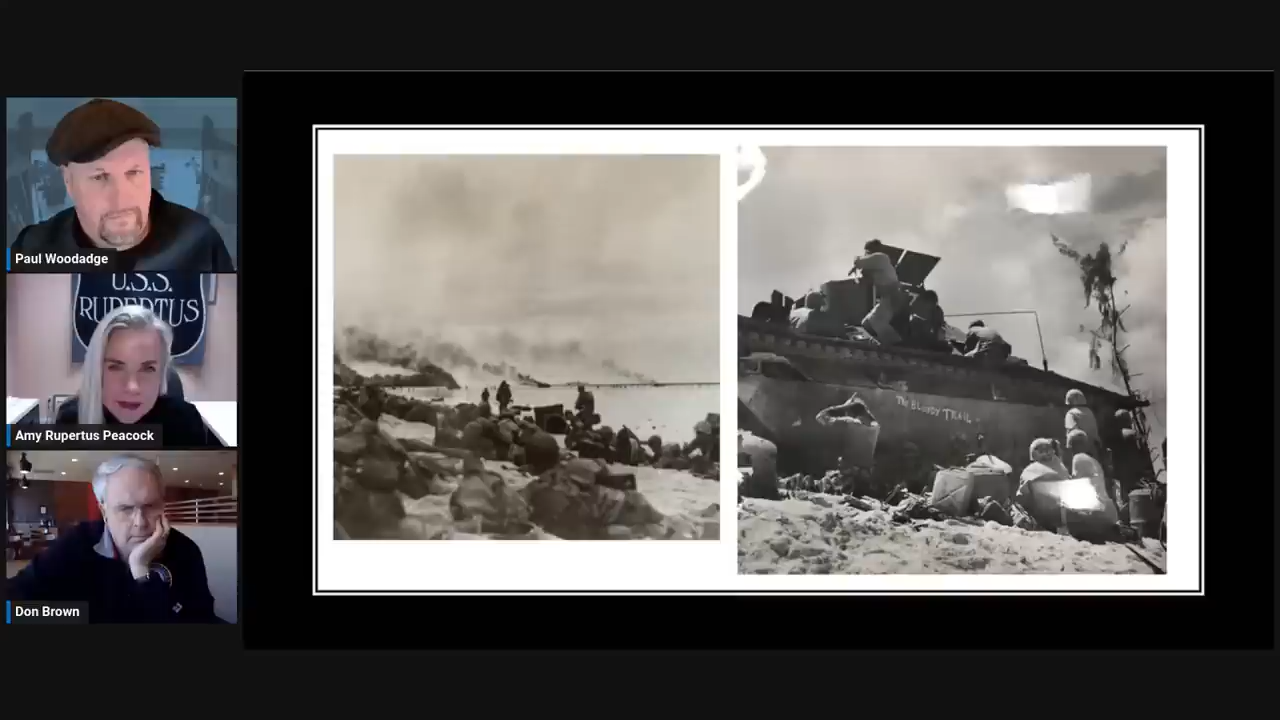 Paul Woodadge
U.S.S.
RUPERTUS
Amy Rupertus Peacock
Don Brown
The BLOODY TRAIL